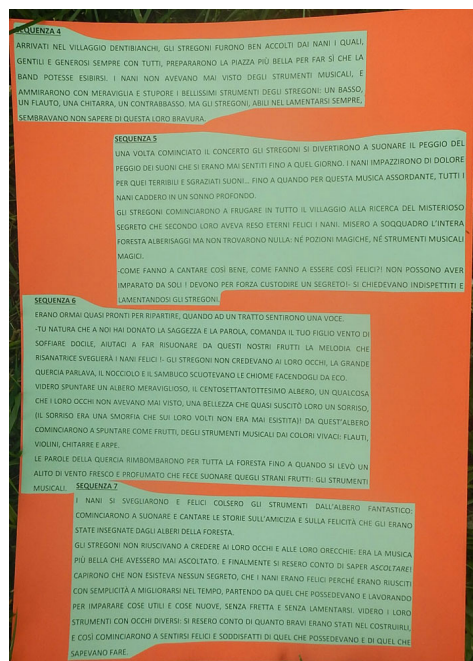 SEQUENZA 4
ARRIVATI NEL VILLAGGIO DENTIBIANCHI, GLI STREGONI FURONO BEN ACCOLTI DAI NANI I QUALI,
GENTILI E GENEROSI SEMPRE CON TUTTI, PREPARARONO LA PIAZZA PIÙ BELLA PER FAR SÌ CHE LA
BAND POTESSE ESIBIRSI. I NANI NON AVEVANO MAI VISTO DEGLI STRUMENTI MUSICALI, E
AMMIRARONO CON MERAVIGLIA E STUPORE I BELLISSIMI STRUMENTI DEGLI STREGONI: UN BASSO,
UN FLAUTO, UNA CHITARRA, UN CONTRABBASSO. MA GLI STREGONI, ABILI NEL LAMENTARSI SEMPRE,
SEMBRAVANO NON SAPERE DI QUESTA LORO BRAVURA.
SEQUENZA 5
UNA VOLTA COMINCIATO IL CONCERTO GLI STREGONI SI DIVERTIRONO A SUONARE IL PEGGIO DEL
PEGGIO DEI SUONI CHE SI ERANO MAI SENTITI FINO A QUEL GIORNO. I NANI IMPAZZIRONO DI DOLORE
PER QUEI TERRIBILI E SGRAZIATI SUONI... FINO A QUANDO PER QUESTA MUSICA ASSORDANTE, TUTTI I
NANI CADDERO IN UN SONNO PROFONDO.
GLI STREGONI COMINCIARONO A FRUGARE IN TUTTO IL VILLAGGIO ALLA RICERCA DEL MISTERIOSO
SEGRETO CHE SECONDO LORO AVEVA RESO ETERNI FELICI I NANI. MISERO A SOQQUADRO L'INTERA
FORESTA ALBERISAGGI MA NON TROVARONO NULLA: NÉ POZIONI MAGICHE, NÉ STRUMENTI MUSICALI
MAGICI.
-COME FANNO A CANTARE COSÌ BENE, COME FANNO A ESSERE COSÌ FELICI?! NON POSSONO AVER
IMPARATO DA SOLI ! DEVONO PER FORZA CUSTODIRE UN SEGRETO!- SI CHIEDEVANO INDISPETTITI E
LAMENTANDOSI GLI STREGONI.
SEQUENZA 6
ERANO ORMAI QUASI PRONTI PER RIPARTIRE, QUANDO AD UN TRATTO SENTIRONO UNA VOCE.
-TU NATURA CHE A NOI HAI DONATO LA SAGGEZZA E LA PAROLA, COMANDA IL TUO FIGLIO VENTO DI
SOFFIARE DOCILE, AIUTACI A FAR RISUONARE DA QUESTI NOSTRI FRUTTI LA MELODIA CHE
RISANATRICE SVEGLIERÀ I NANI FELICI !- GLI STREGONI NON CREDEVANO AI LORO OCCHI, LA GRANDE
QUERCIA PARLAVA, IL NOCCIOLO E IL SAMBUCO SCUOTEVANO LE CHIOME FACENDOGLI DA ECO.
VIDERO SPUNTARE UN ALBERO MERAVIGLIOSO, IL CENTOSETTANTOTTESIMO ALBERO, UN QUALCOSA
CHE I LORO OCCHI NON AVEVANO MAI VISTO, UNA BELLEZZA CHE QUASI SUSCITÒ LORO UN SORRISO,
(IL SORRISO ERA UNA SMORFIA CHE SUI LORO VOLTI NON ERA MAI ESISTITA)! DA QUEST'ALBERO
COMINCIARONO A SPUNTARE COME FRUTTI, DEGLI STRUMENTI MUSICALI DAI COLORI VIVACI: FLAUTI,
VIOLINI, CHITARRE E ARPE.
LE PAROLE DELLA QUERCIA RIMBOMBARONO PER TUTTA LA FORESTA FINO A QUANDO SI LEVÒ UN
ALITO DI VENTO FRESCO E PROFUMATO CHE FECE SUONARE QUEGLI STRANI FRUTTI: GLI STRUMENTI
MUSICALI.
SEQUENZA 7
I NANI SI SVEGLIARONO E FELICI COLSERO GLI STRUMENTI DALL'ALBERO FANTASTICO:
COMINCIARONO A SUONARE E CANTARE LE STORIE SULL'AMICIZIA E SULLA FELICITÀ CHE GLI ERANO
STATE INSEGNATE DAGLI ALBERI DELLA FORESTA.
GLI STREGONI NON RIUSCIVANO A CREDERE AI LORO OCCHI E ALLE LORO ORECCHIE: ERA LA MUSICA
PIÙ BELLA CHE AVESSERO MAI ASCOLTATO. E FINALMENTE SI RESERO CONTO DI SAPER ASCOLTARE!
CAPIRONO CHE NON ESISTEVA NESSUN SEGRETO, CHE I NANI ERANO FELICI PERCHÉ ERANO RIUSCITI
CON SEMPLICITÀ A MIGLIORARSI NEL TEMPO, PARTENDO DA QUEL CHE POSSEDEVANO E LAVORANDO
PER IMPARARE COSE UTILI E COSE NUOVE, SENZA FRETTA E SENZA LAMENTARSI. VIDERO I LORO
STRUMENTI CON OCCHI DIVERSI: SI RESERO CONTO DI QUANTO BRAVI ERANO STATI NEL COSTRUIRLI,
E COSÌ COMINCIARONO A SENTIRSI FELICI E SODDISFATTI DI QUEL CHE POSSEDEVANO E DI QUEL CHE
SAPEVANO FARE.